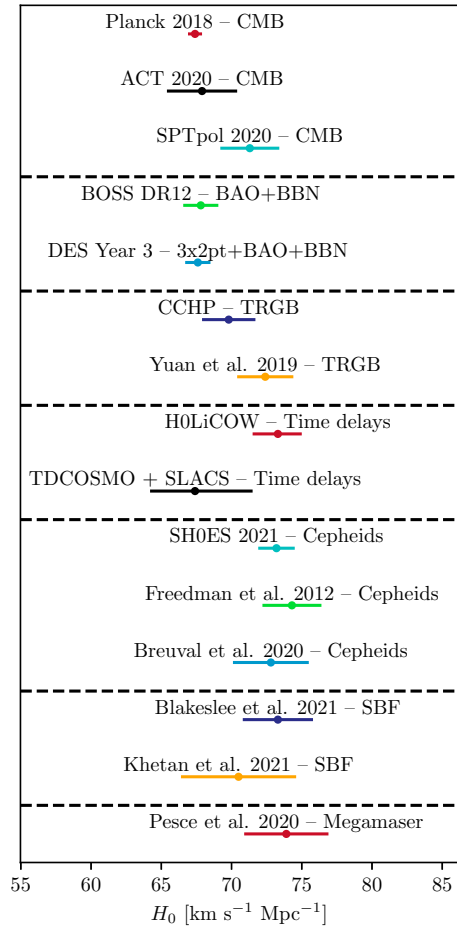 Planck 2018 – CMB
ACT 2020 – CMB
SPTpol 2020 – CMB
BOSS DR12 – BAO+BBN
DES Year 3 – 3x2pt+BAO+BBN
CCHP – TRGB
Yuan et al. 2019 – TRGB
H0LiCOW – Time delays
TDCOSMO + SLACS – Time delays
SH0ES 2021 – Cepheids
Freedman et al. 2012 – Cepheids
Breuval et al. 2020 – Cepheids
Blakeslee et al. 2021 – SBF
Khetan et al. 2021 – SBF
Pesce et al. 2020 – Megamaser
55 60 65 70 75 80 85
H₀ [km s⁻¹ Mpc⁻¹]